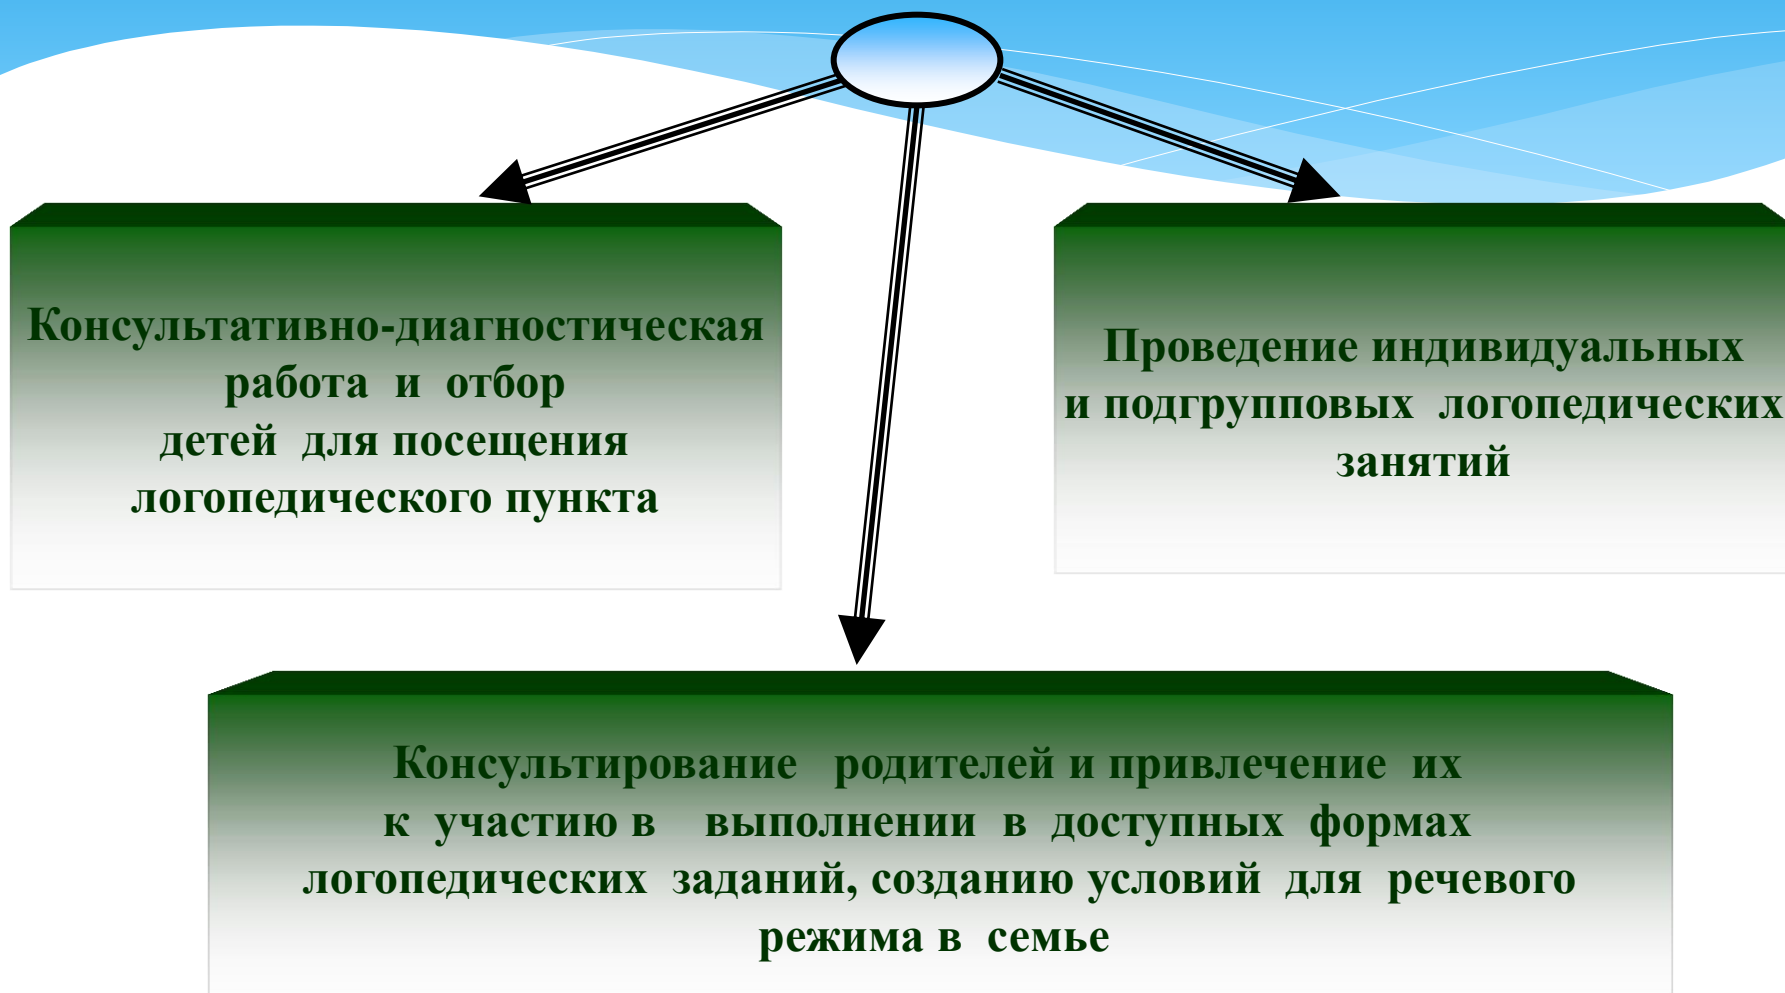 Консультативно-диагностическая
работа и отбор
детей для посещения
логопедического пункта
Проведение индивидуальных
и подгрупповых логопедических
занятий
Консультирование родителей и привлечение их
к участию в выполнении в доступных формах
логопедических заданий, созданию условий для речевого
режима в семье